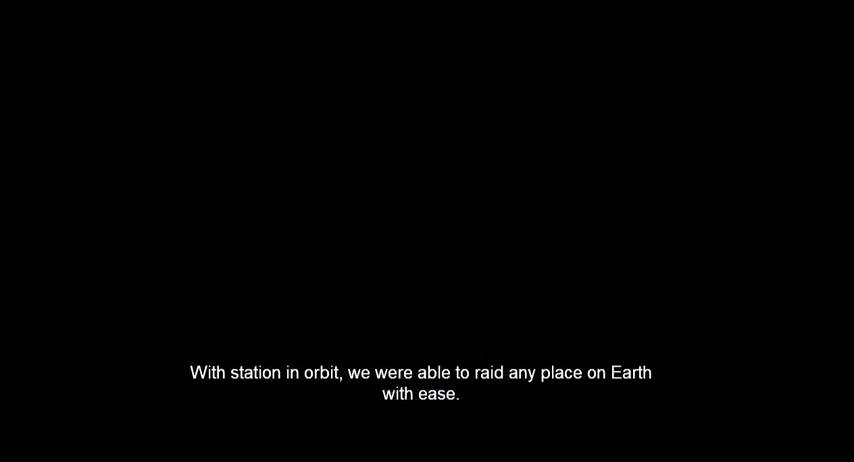 With station in orbit, we were able to raid any place on Earth
with ease.